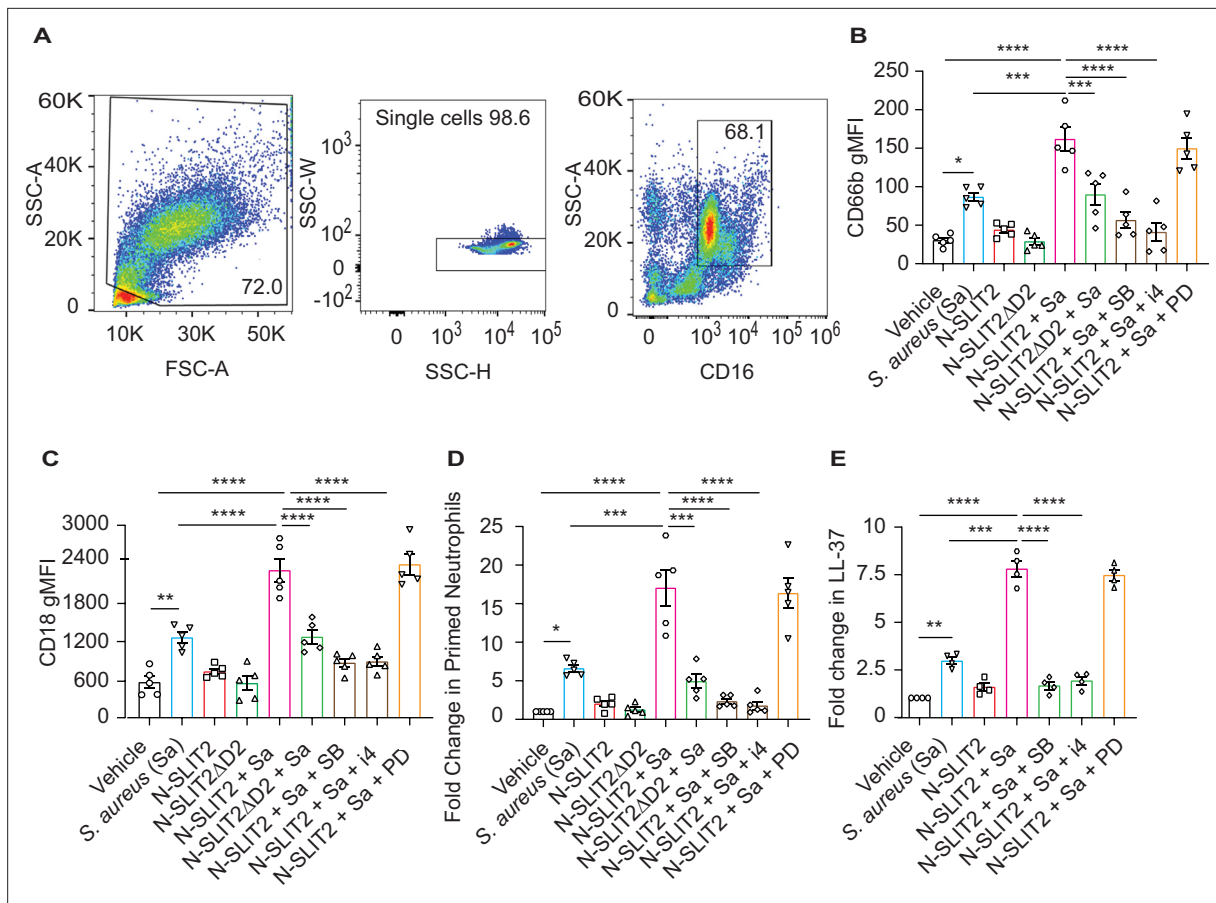 A
60K
40K
20K
0
SSC-A
72.0
10K
30K
50K
FSC-A
Single cells 98.6
10³
10²
0
-10²
SSC-W
0
10³
10⁴
10⁵
SSC-H
68.1
60K
40K
20K
0
SSC-A
0
10³
10⁴
10⁵
10⁶
CD16
B
**** ****
****
*** ***
*
250
200
150
100
50
0
CD66b gMFI
Vehicle
S. aureus (Sa)
N-SLIT2
N-SLIT2ΔD2
N-SLIT2 + Sa
N-SLIT2ΔD2 + Sa
N-SLIT2 + Sa + SB
N-SLIT2 + Sa + i4
N-SLIT2 + Sa + PD
C
**** ****
****
**** ****
**
3000
2400
1800
1200
600
0
CD18 gMFI
Vehicle
S. aureus (Sa)
N-SLIT2
N-SLIT2ΔD2
N-SLIT2 + Sa
N-SLIT2ΔD2 + Sa
N-SLIT2 + Sa + SB
N-SLIT2 + Sa + i4
N-SLIT2 + Sa + PD
D
**** ****
****
*** ***
*
25
20
15
10
5
0
Fold Change in Primed Neutrophils
Vehicle
S. aureus (Sa)
N-SLIT2
N-SLIT2ΔD2
N-SLIT2 + Sa
N-SLIT2ΔD2 + Sa
N-SLIT2 + Sa + SB
N-SLIT2 + Sa + i4
N-SLIT2 + Sa + PD
E
**** ****
*** ****
**
10
7.5
5
2.5
0
Fold change in LL-37
Vehicle
S. aureus (Sa)
N-SLIT2
N-SLIT2 + Sa
N-SLIT2 + Sa + SB
N-SLIT2 + Sa + i4
N-SLIT2 + Sa + PD